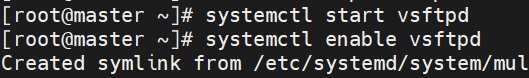 [root@master ~]# systemctl start vsftpd
[root@master ~]# systemctl enable vsftpd
Created symlink from /etc/systemd/system/mul